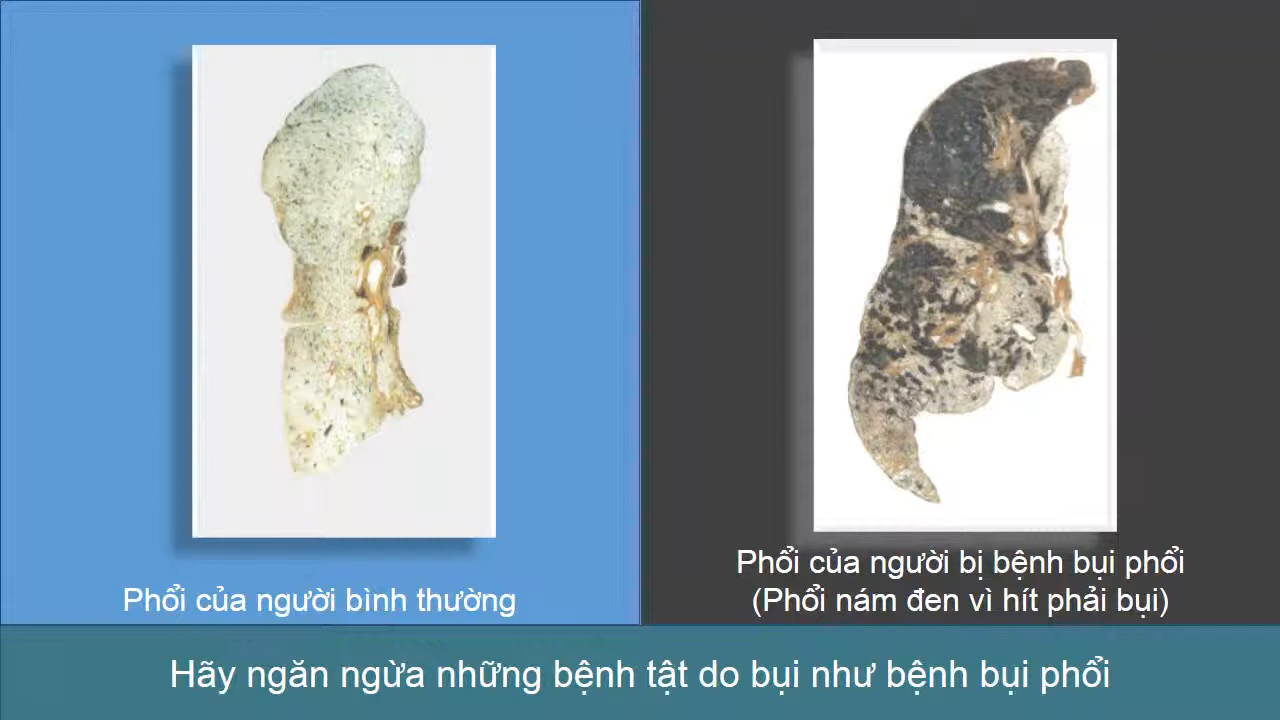 Phổi của người bình thường
Phổi của người bị bệnh bụi phổi
(Phổi nám đen vì hít phải bụi)
Hãy ngăn ngừa những bệnh tật do bụi như bệnh bụi phổi